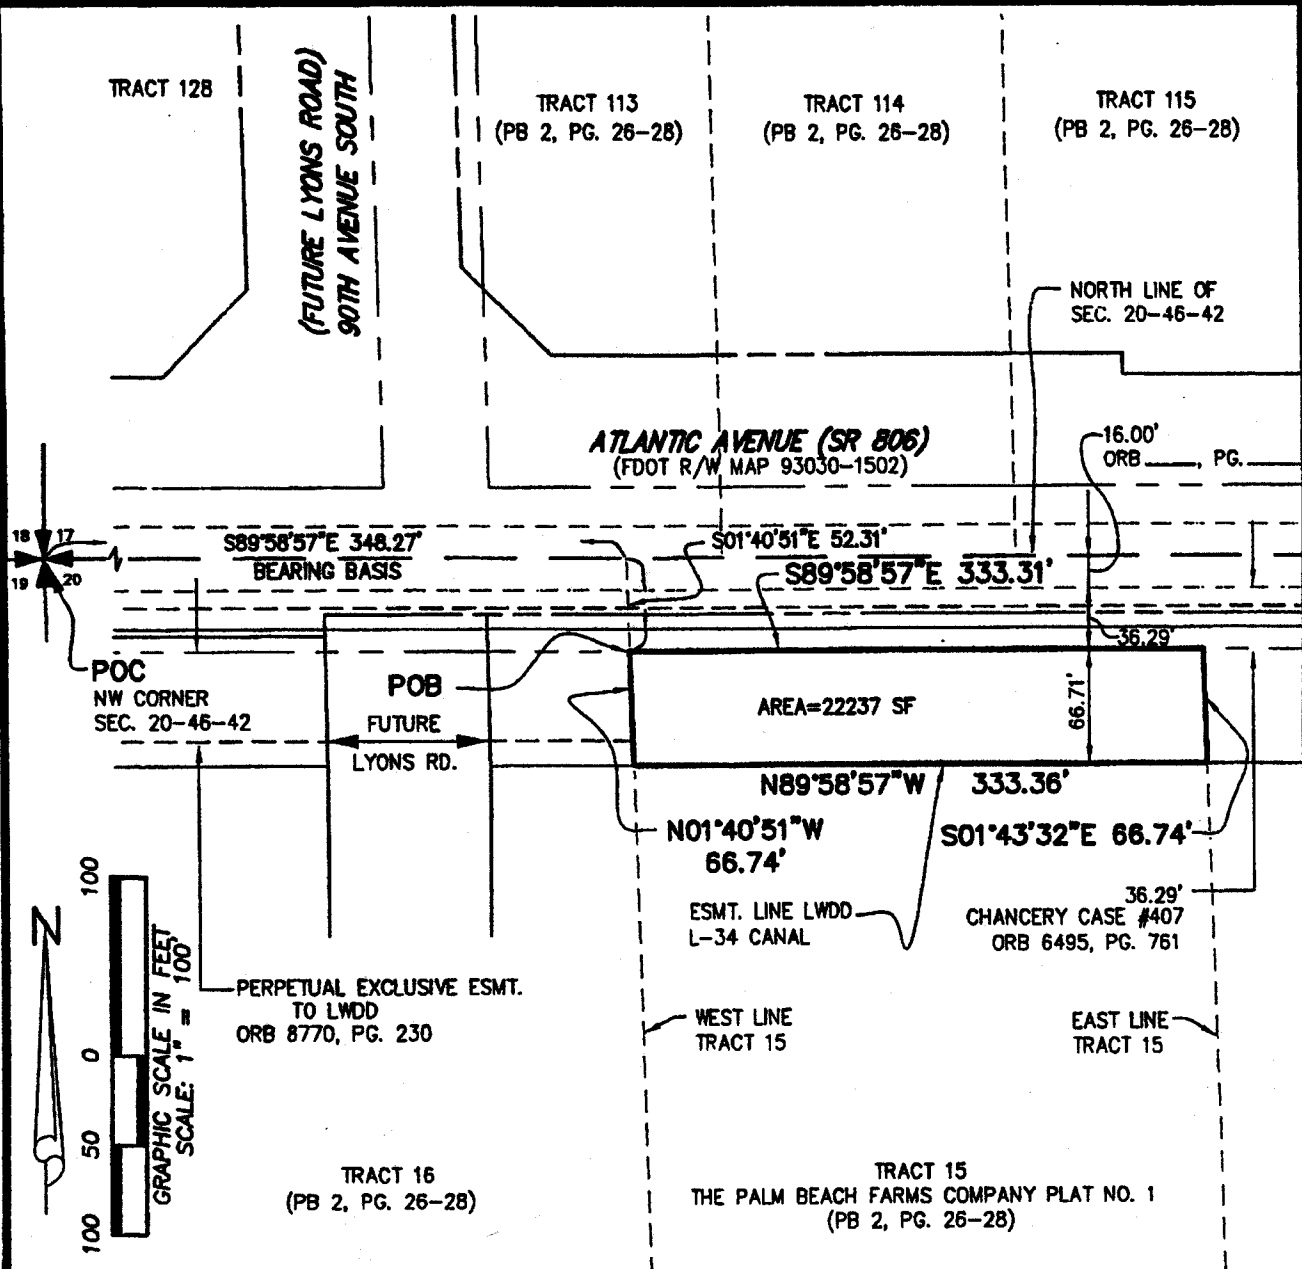 TRACT 128
(FUTURE LYONS ROAD)
90TH AVENUE SOUTH
TRACT 113
(PB 2, PG. 26-28)
TRACT 114
(PB 2, PG. 26-28)
TRACT 115
(PB 2, PG. 26-28)
NORTH LINE OF
SEC. 20-46-42
ATLANTIC AVENUE (SR 806)
(FDOT R/W MAP 93030-1502)
16.00'
ORB ____, PG. ____
18 17
19 20
S89°58'57"E 348.27'
BEARING BASIS
S01°40'51"E 52.31'
S89°58'57"E 333.31'
36.29'
POC
NW CORNER
SEC. 20-46-42
POB
FUTURE
LYONS RD.
AREA=22237 SF
66.71'
N89°58'57"W 333.36'
N01°40'51"W
66.74'
S01°43'32"E 66.74'
ESMT. LINE LWDD
L-34 CANAL
36.29'
CHANCERY CASE #407
ORB 6495, PG. 761
N
100
0
50
100
GRAPHIC SCALE IN FEET
SCALE: 1" = 100'
PERPETUAL EXCLUSIVE ESMT.
TO LWDD
ORB 8770, PG. 230
WEST LINE
TRACT 15
EAST LINE
TRACT 15
TRACT 16
(PB 2, PG. 26-28)
TRACT 15
THE PALM BEACH FARMS COMPANY PLAT NO. 1
(PB 2, PG. 26-28)